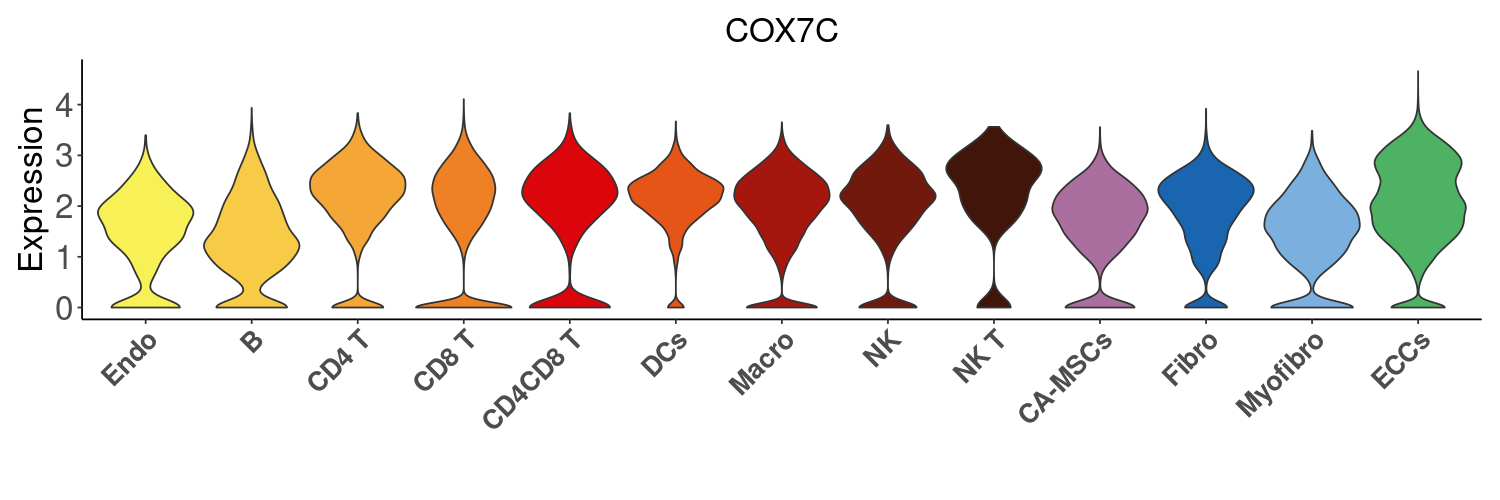 COX7C
Expression
4
3
2
1
0
Endo
B
CD4 T
CD8 T
CD4CD8 T
DCs
Macro
NK
NK T
CA-MSCs
Fibro
Myofibro
ECCs